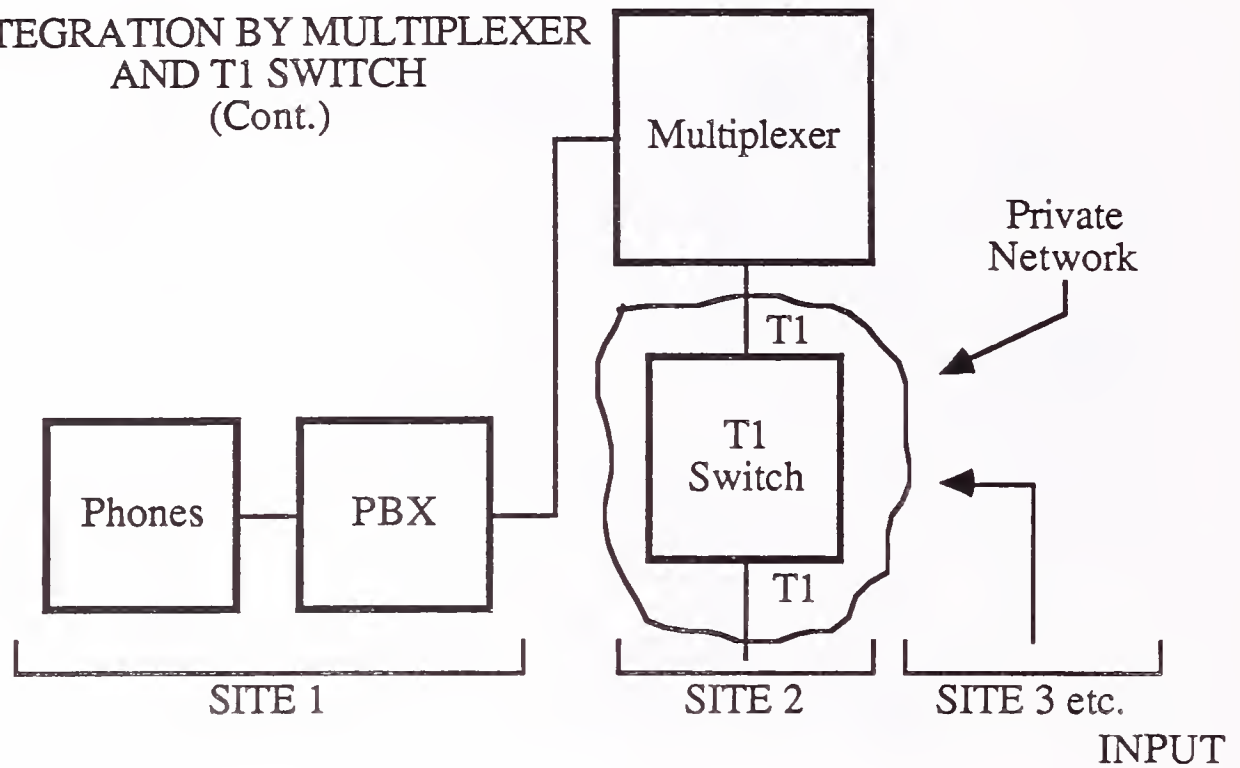 TEGRATION BY MULTIPLEXER
AND T1 SWITCH
(Cont.)
Multiplexer
Private
Network
T1
T1
Switch
Phones
PBX
T1
SITE 1
SITE 2
SITE 3 etc.
INPUT